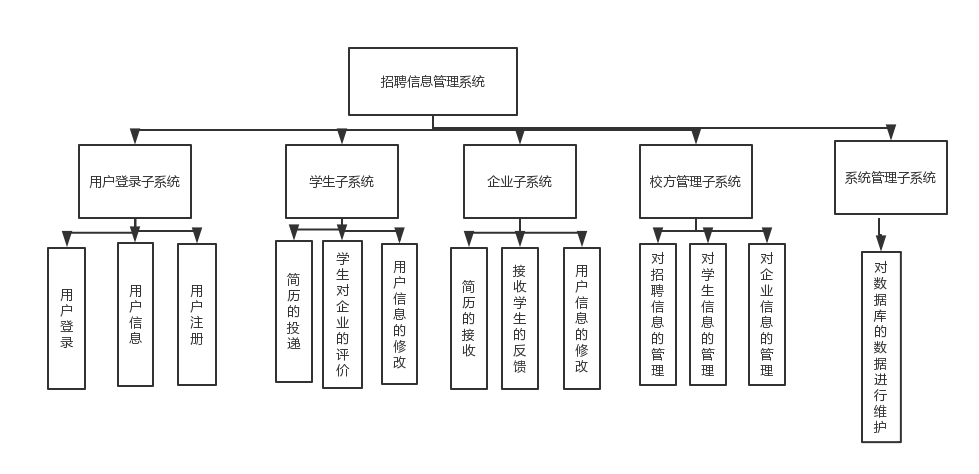 招聘信息管理系统
用户登录子系统
学生子系统
企业子系统
校方管理子系统
系统管理子系统
用户登录
用户信息
用户注册
简历的投递
学生对企业的评价
用户信息的修改
简历的接收
接收学生的反馈
用户信息的修改
对招聘信息的管理
对学生信息的管理
对企业信息的管理
对数据库的数据进行维护